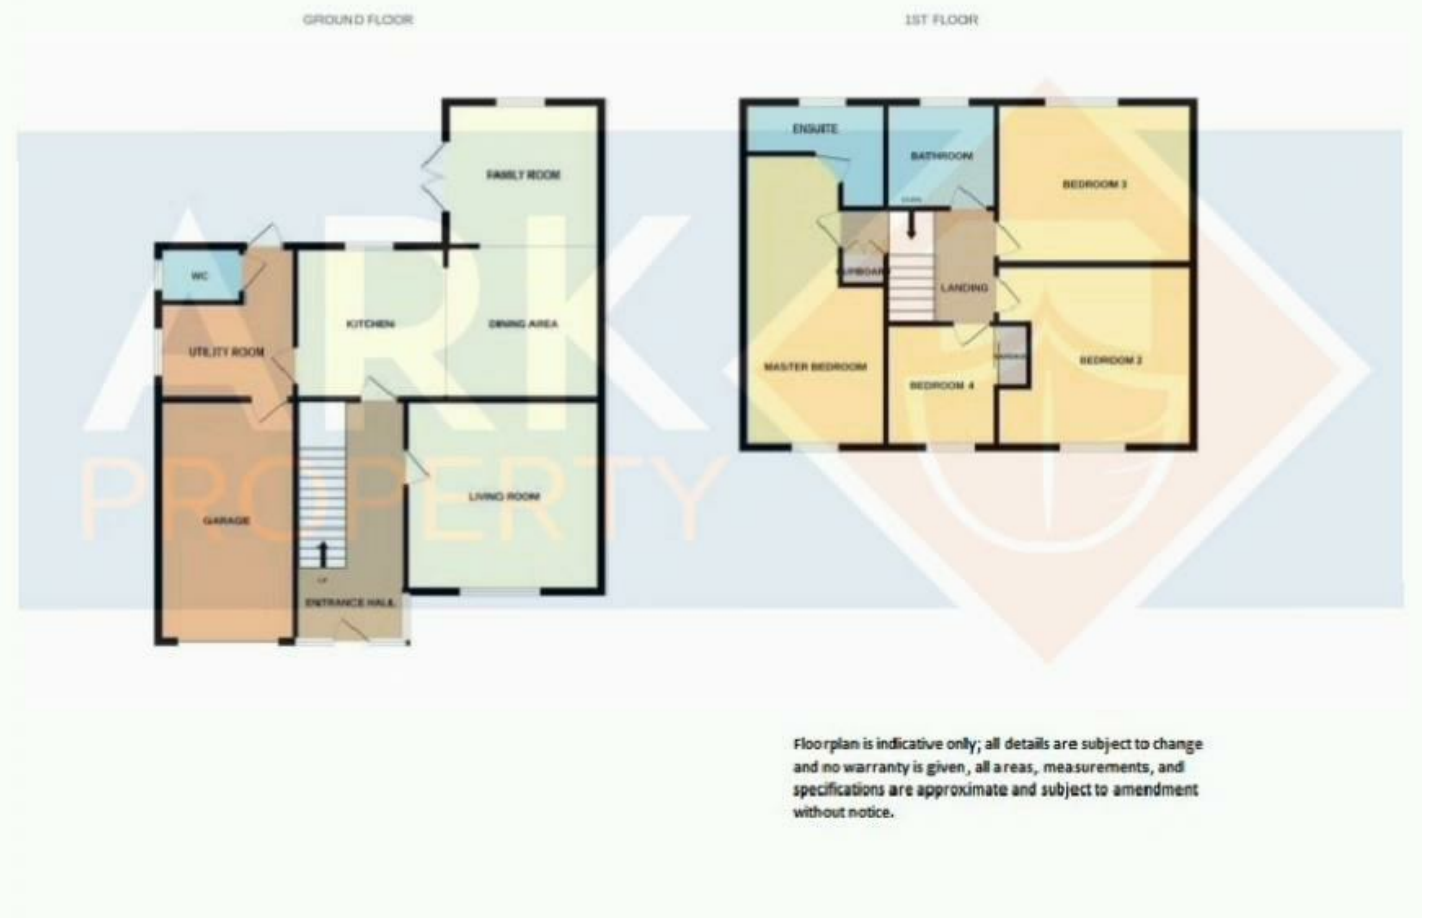 GROUND FLOOR
1ST FLOOR
FAMILY ROOM
WC
KITCHEN
DINING AREA
UTILITY ROOM
LIVING ROOM
GARAGE
UP
ENTRANCE HALL
ENSUITE
BATHROOM
BEDROOM 3
DOWN
CUPBOARD
LANDING
MASTER BEDROOM
BEDROOM 4
BEDROOM 2
ARK
PROPERTY
Floorplan is indicative only; all details are subject to change
and no warranty is given, all areas, measurements, and
specifications are approximate and subject to amendment
without notice.